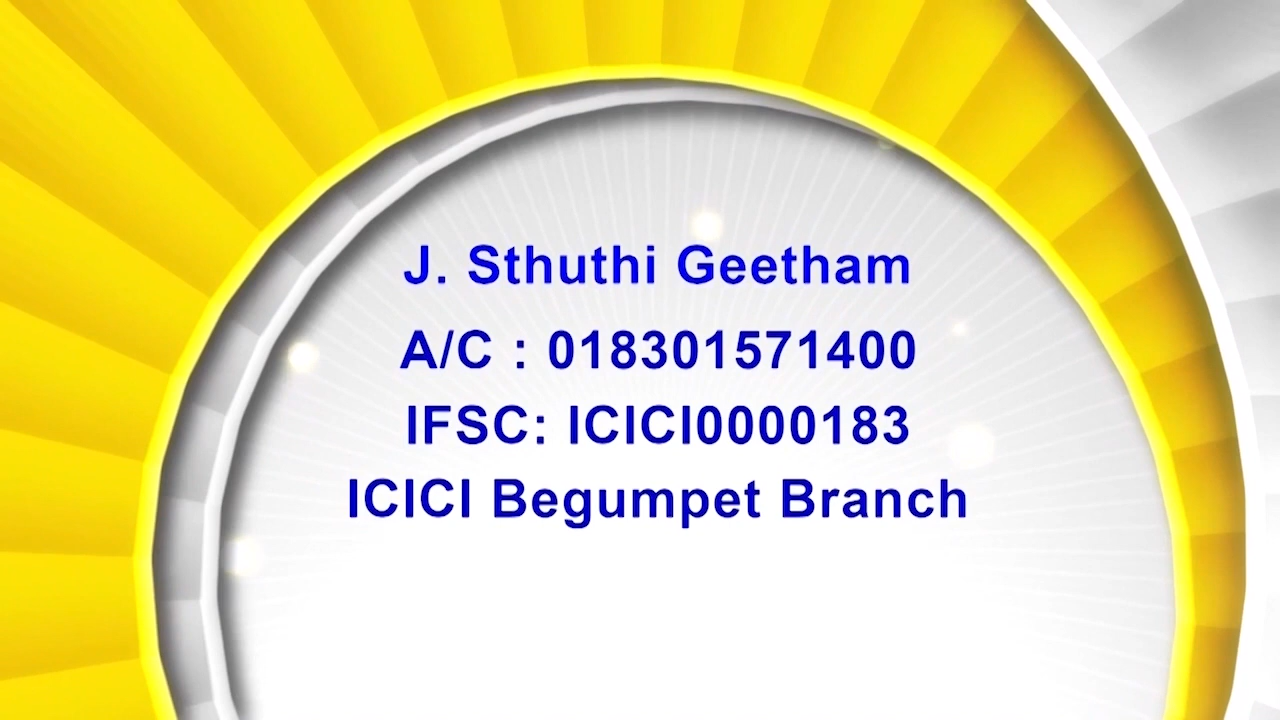 J. Sthuthi Geetham
A/C : 018301571400
IFSC: ICICI0000183
ICICI Begumpet Branch